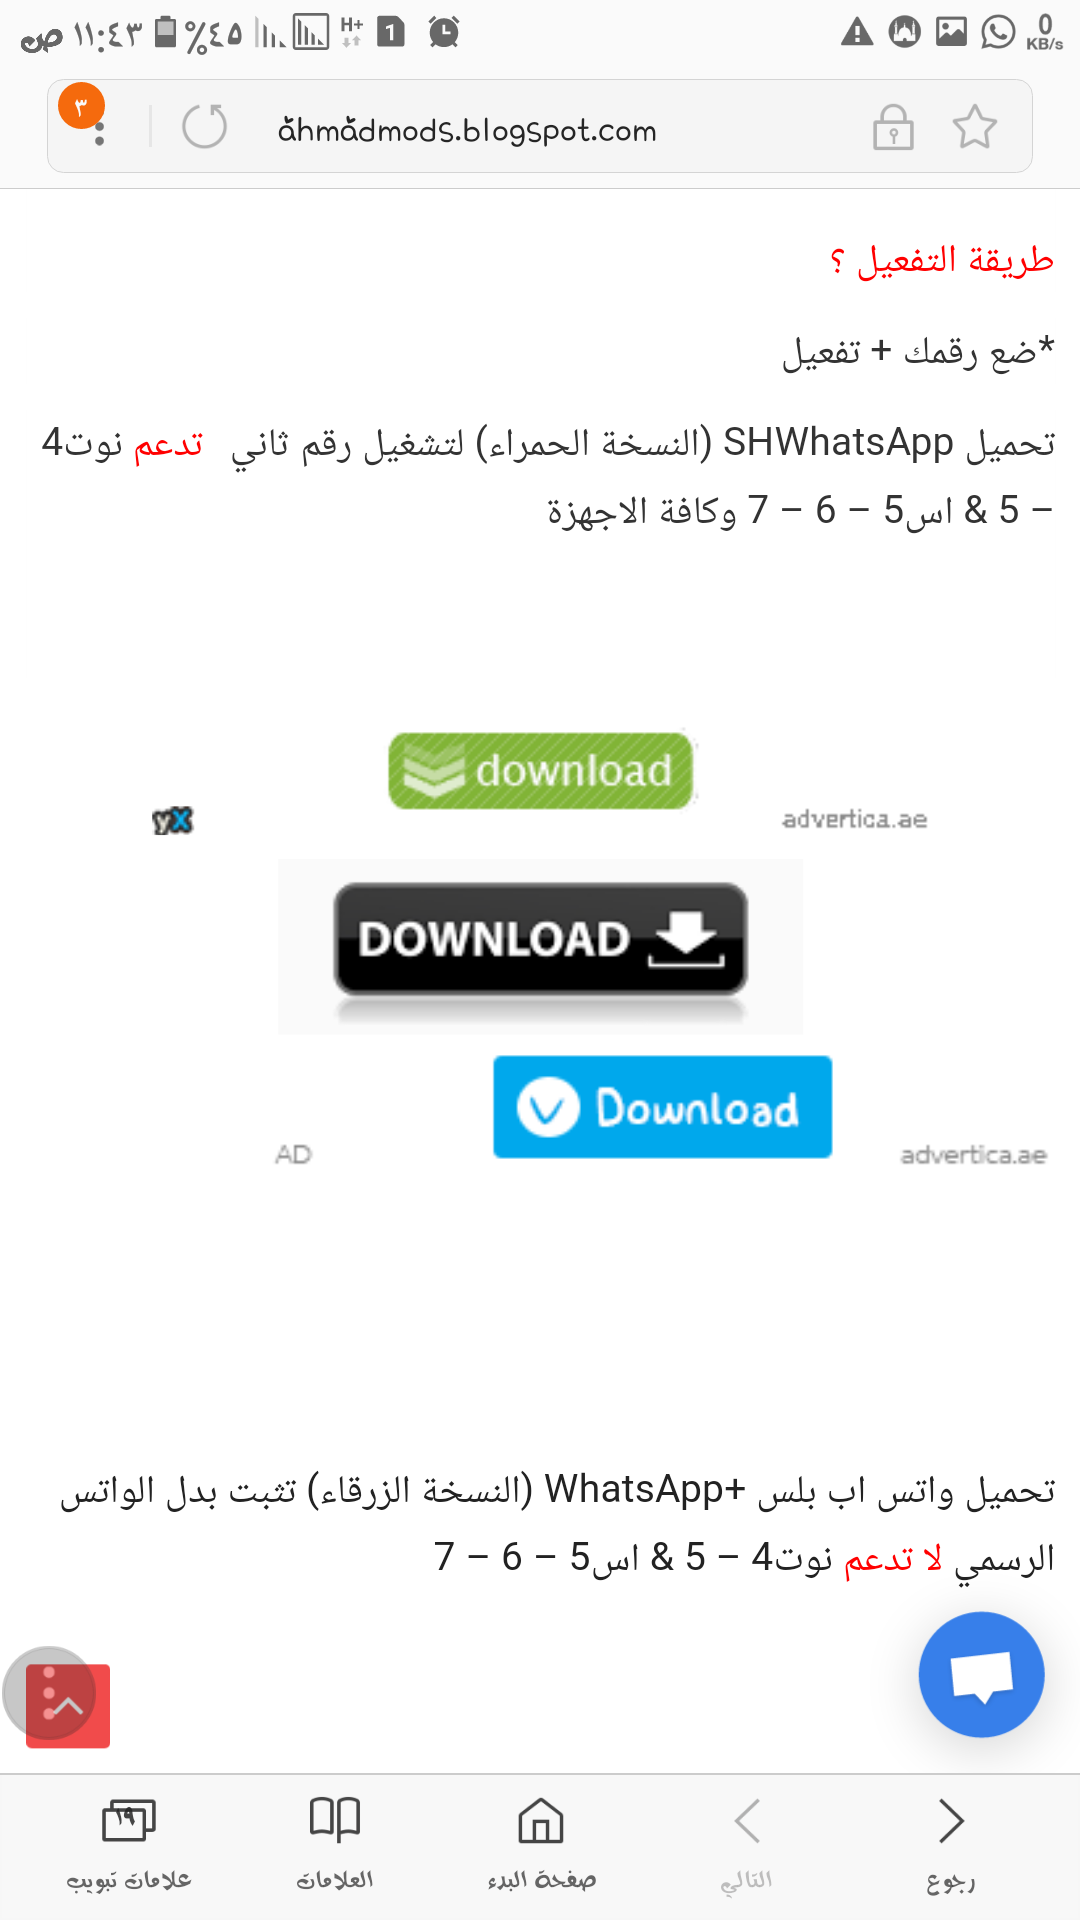 ١١:٤٣ ص
%٤٥
H+
1
0
KB/s
٣
ahmadmods.blogspot.com
طريقة التفعيل ؟
*ضع رقمك + تفعيل
تحميل SHWhatsApp (النسخة الحمراء) لتشغيل رقم ثاني تدعم نوت4
– 5 & اس5 – 6 – 7 وكافة الاجهزة
download
yX
advertica.ae
DOWNLOAD
Download
AD
advertica.ae
تحميل واتس اب بلس +WhatsApp (النسخة الزرقاء) تثبت بدل الواتس
الرسمي لا تدعم نوت4 – 5 & اس5 – 6 – 7
١٩
رجوع
التالي
صفحة البدء
العلامات
علامات تبويب